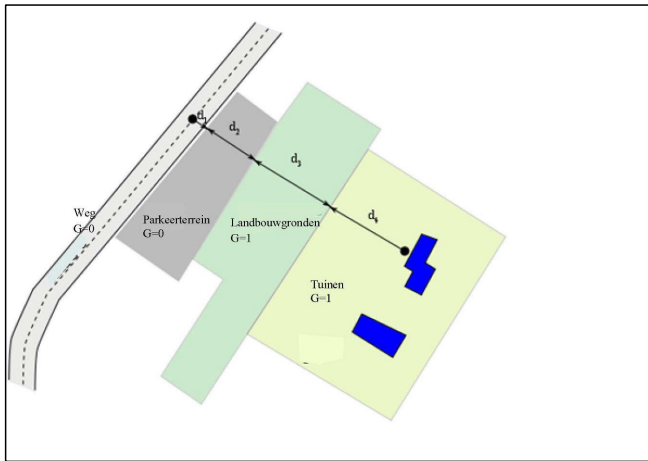 d₁
d₂
d₃
d₄
Weg
G=0
Parkeerterrein
G=0
Landbouwgronden
G=1
Tuinen
G=1